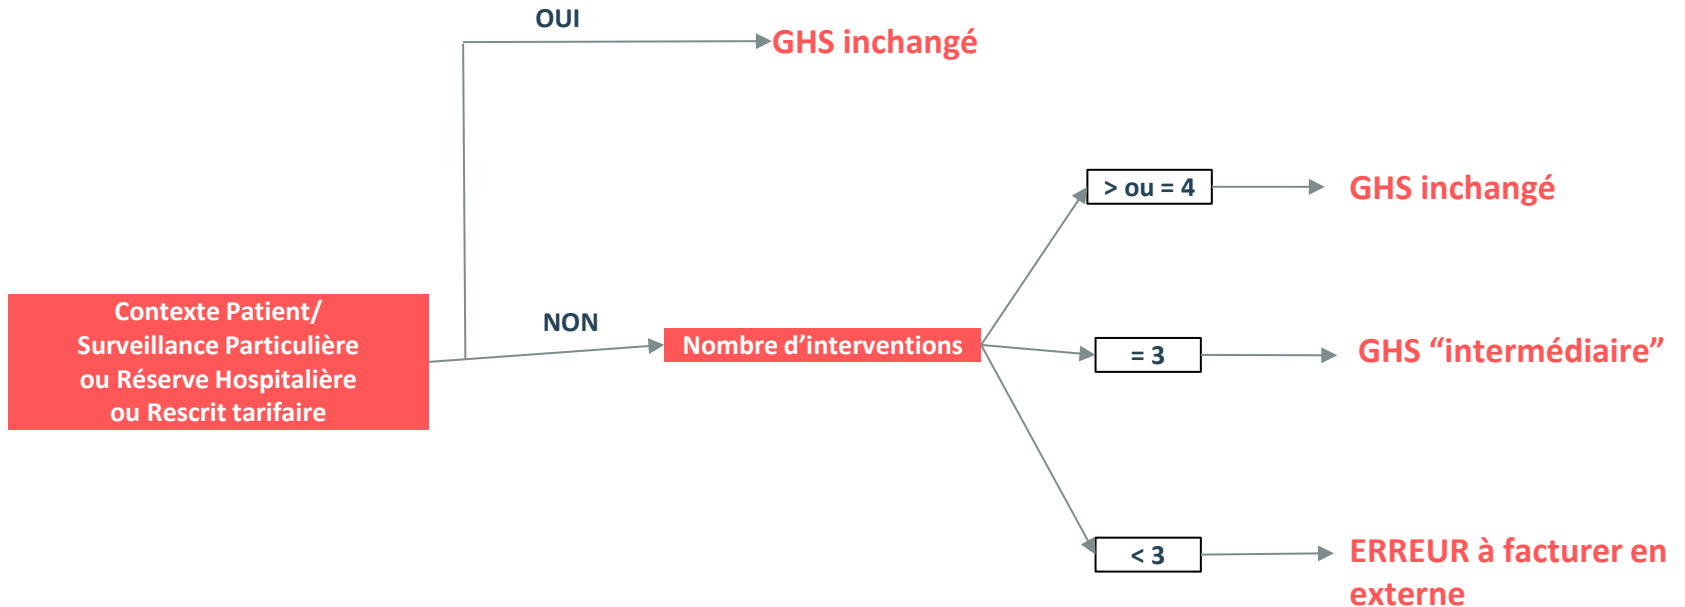 OUI
GHS inchangé
> ou = 4
GHS inchangé
Contexte Patient/
Surveillance Particulière
ou Réserve Hospitalière
ou Rescrit tarifaire
NON
Nombre d’interventions
= 3
GHS “intermédiaire”
< 3
ERREUR à facturer en
externe